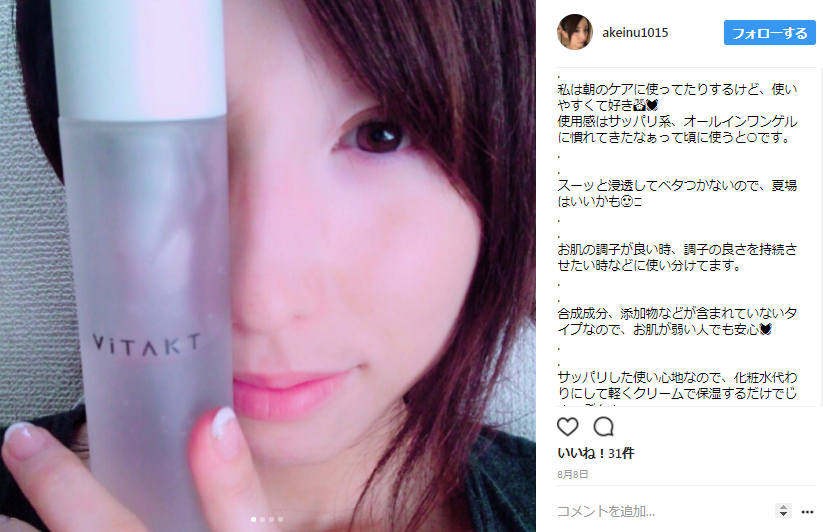 ViTAKT
akeinu1015
フォローする
.
私は朝のケアに使ってたりするけど、使い
やすくて好き
使用感はサッパリ系、オールインワンゲル
に慣れてきたなぁって頃に使うと○です。
.
.
スーッと浸透してベタつかないので、夏場
はいいかも
.
.
お肌の調子が良い時、調子の良さを持続さ
せたい時などに使い分けてます。
.
.
合成成分、添加物などが含まれていないタ
イプなので、お肌が弱い人でも安心
.
.
サッパリした使い心地なので、化粧水代わ
りにして軽くクリームで保湿するだけでじ
いいね！31件
8月8日
コメントを追加...